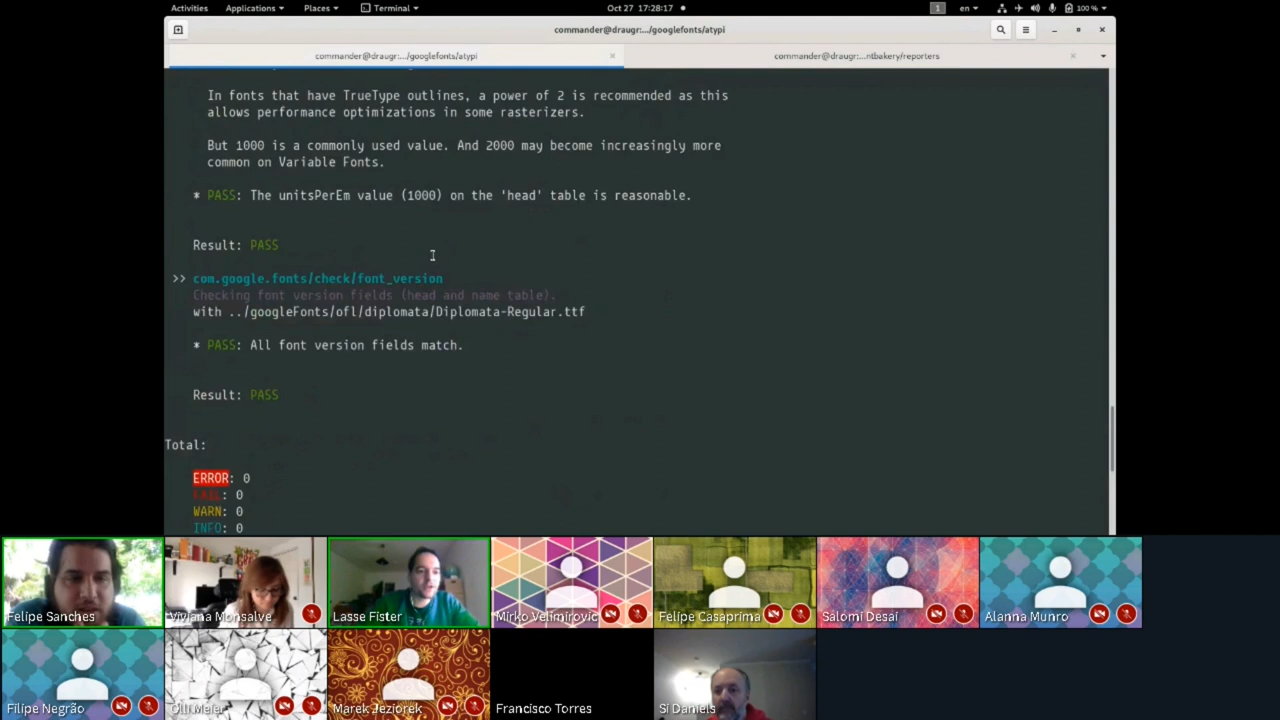 Activities Applications Places Terminal Oct 27 17:28:17 1 en 100 %
commander@draugr:.../googlefonts/atypi
commander@draugr:.../googlefonts/atypi commander@draugr:...ntbakery/reporters
In fonts that have TrueType outlines, a power of 2 is recommended as this
allows performance optimizations in some rasterizers.
But 1000 is a commonly used value. And 2000 may become increasingly more
common on Variable Fonts.
* PASS: The unitsPerEm value (1000) on the 'head' table is reasonable.
Result: PASS
>> com.google.fonts/check/font_version
Checking font version fields (head and name table).
with ../googleFonts/ofl/diplomata/Diplomata-Regular.ttf
* PASS: All font version fields match.
Result: PASS
Total:
ERROR: 0
FAIL: 0
WARN: 0
INFO: 0
Felipe Sanches Viviana Monsalve Lasse Fister Mirko Velimirovic Felipe Casaprima Salomi Desai Alanna Munro
Filipe Negrão Olli Meier Marek Jeziorek Francisco Torres Si Daniels